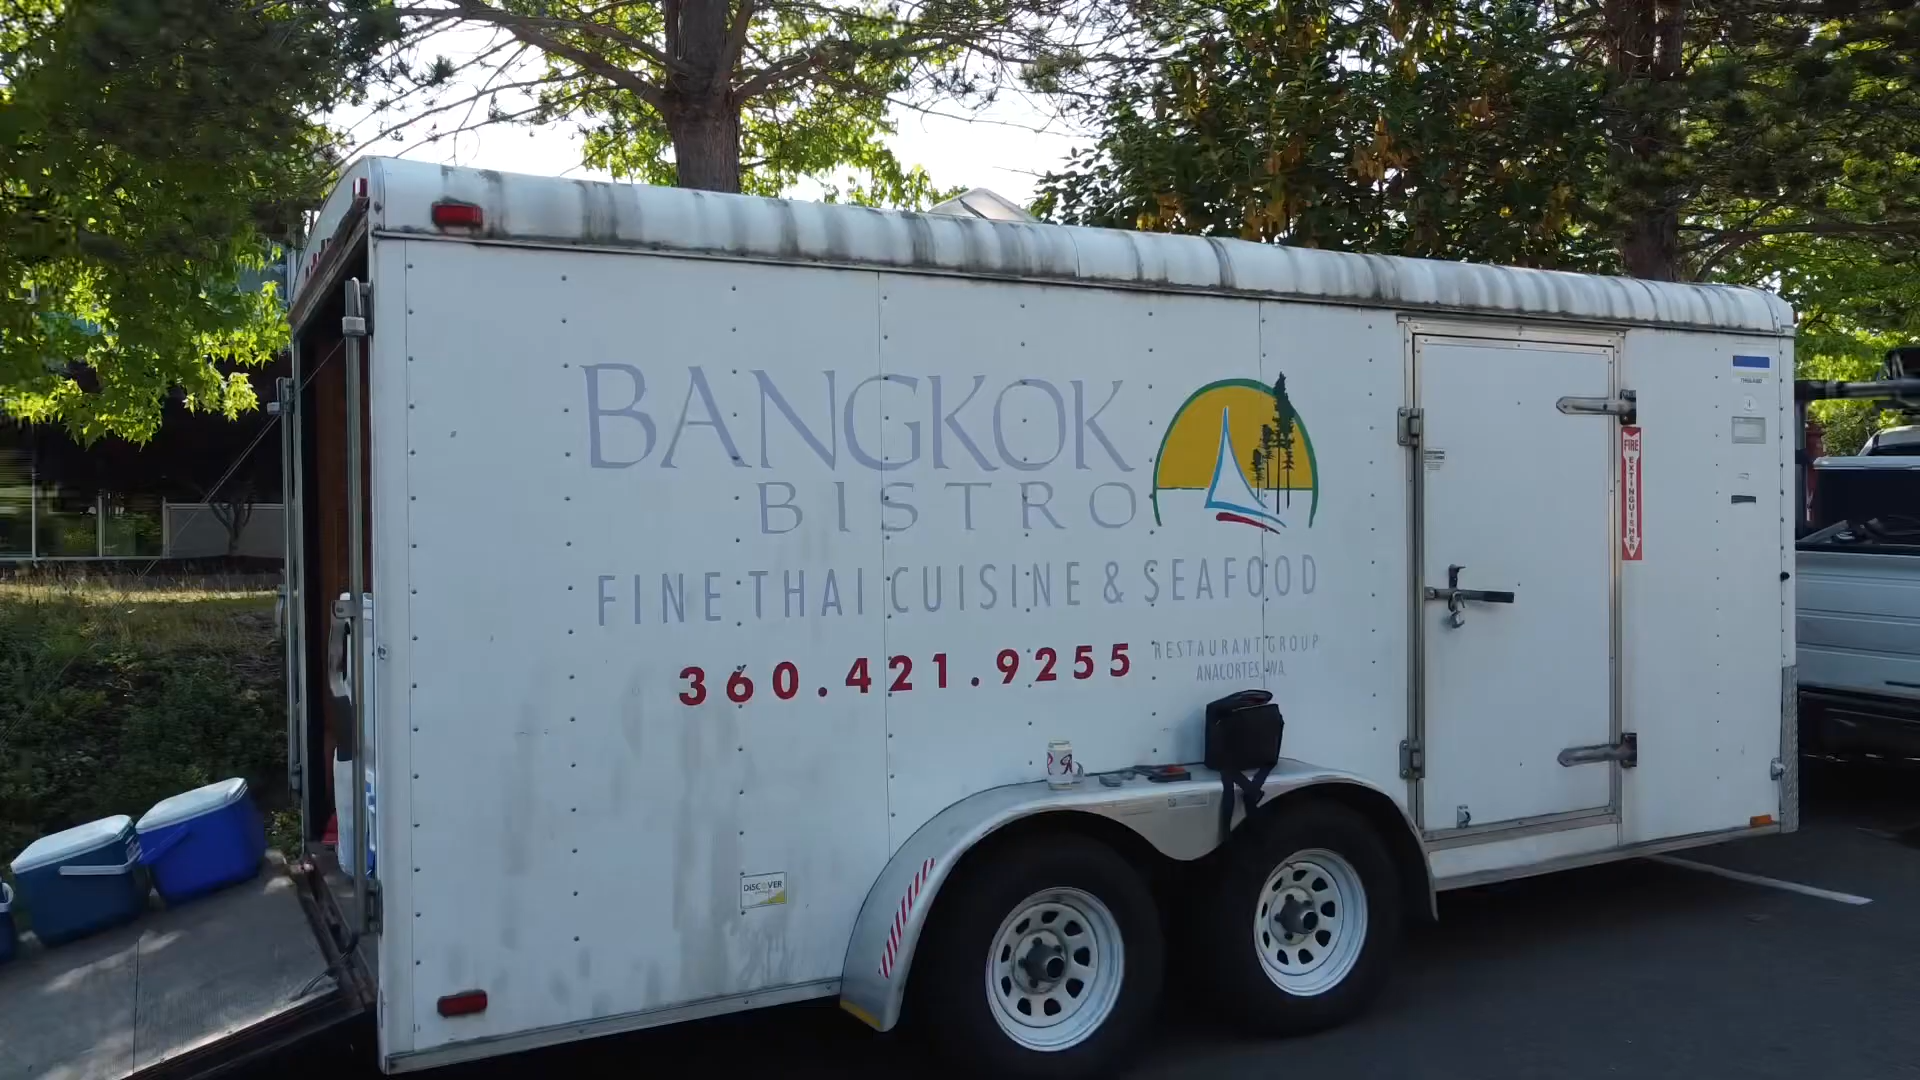 BANGKOK
BISTRO
FINE THAI CUISINE & SEAFOOD
360.421.9255
RESTAURANT GROUP
ANACORTES, WA
FIRE EXTINGUISHER
DISCOVER